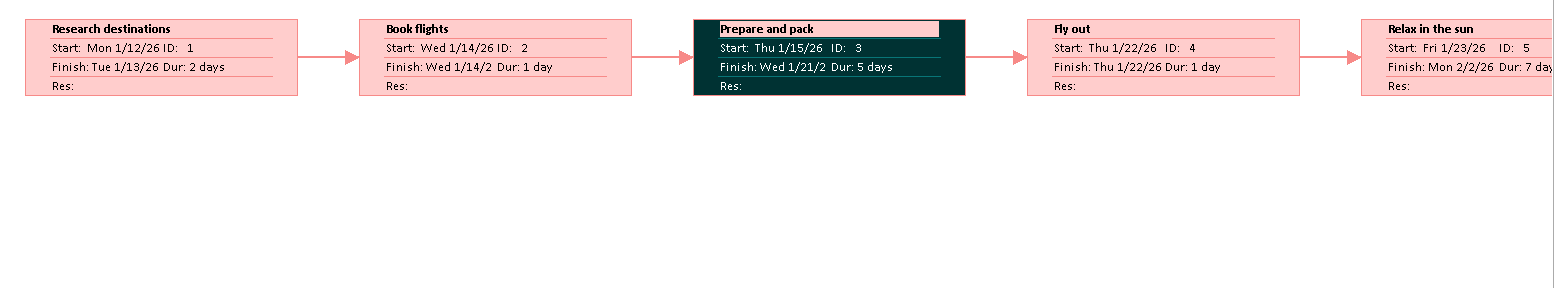 Research destinations
Start: Mon 1/12/26 ID: 1
Finish: Tue 1/13/26 Dur: 2 days
Res:
Book flights
Start: Wed 1/14/26 ID: 2
Finish: Wed 1/14/2 Dur: 1 day
Res:
Prepare and pack
Start: Thu 1/15/26 ID: 3
Finish: Wed 1/21/2 Dur: 5 days
Res:
Fly out
Start: Thu 1/22/26 ID: 4
Finish: Thu 1/22/26 Dur: 1 day
Res:
Relax in the sun
Start: Fri 1/23/26 ID: 5
Finish: Mon 2/2/26 Dur: 7 day
Res: